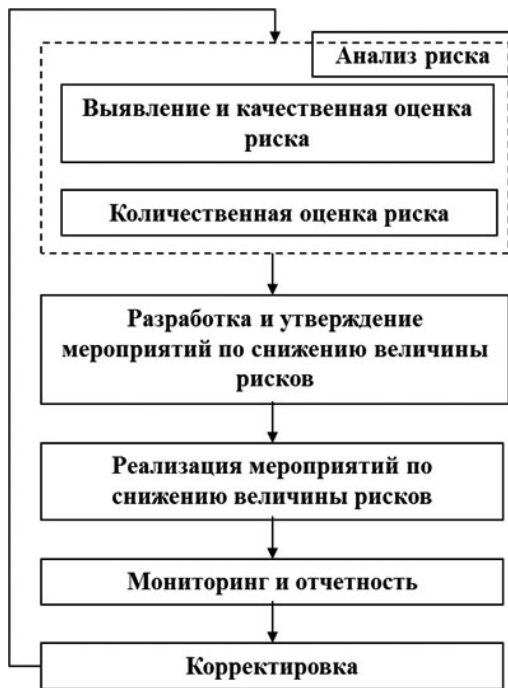 Анализ риска
Выявление и качественная оценка
риска
Количественная оценка риска
Разработка и утверждение
мероприятий по снижению величины
рисков
Реализация мероприятий по
снижению величины рисков
Мониторинг и отчетность
Корректировка